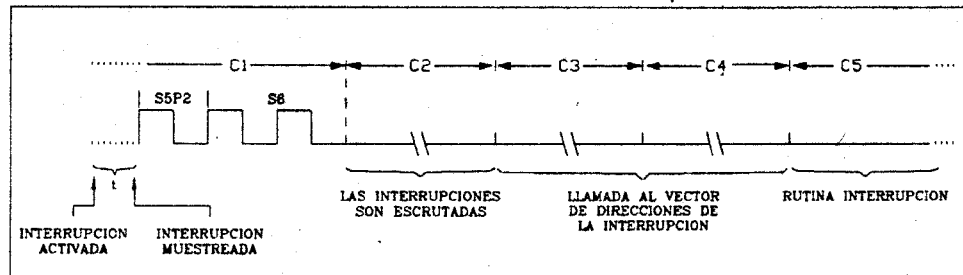 C1 C2 C3 C4 C5
S5P2 S6
t
LAS INTERRUPCIONES
SON ESCRUTADAS
LLAMADA AL VECTOR
DE DIRECCIONES DE
LA INTERRUPCION
RUTINA INTERRUPCION
INTERRUPCION
ACTIVADA
INTERRUPCION
MUESTREADA